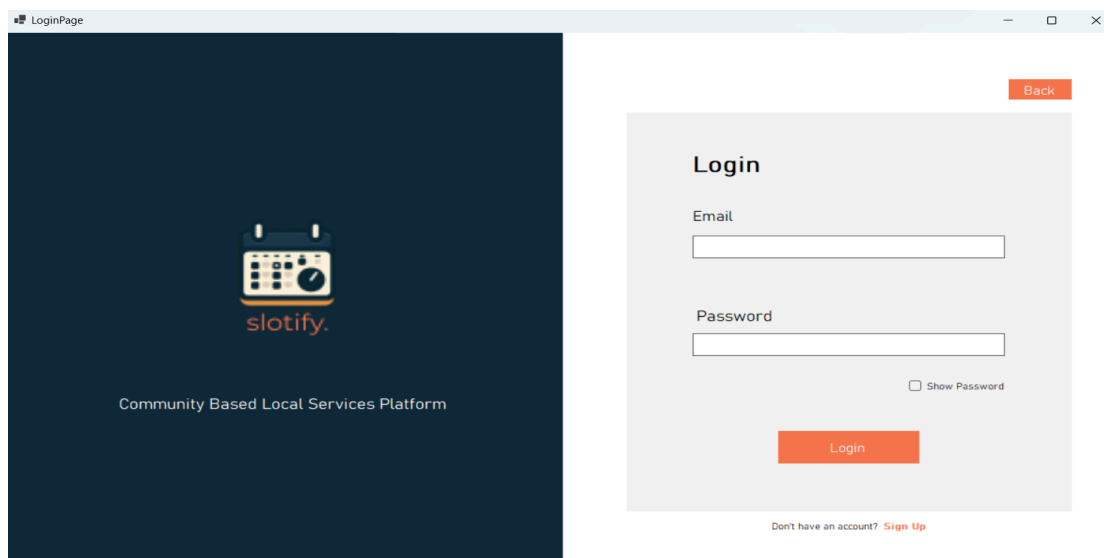 LoginPage
Back
Login
Email
slotify.
Password
Show Password
Community Based Local Services Platform
Login
Don't have an account? Sign Up